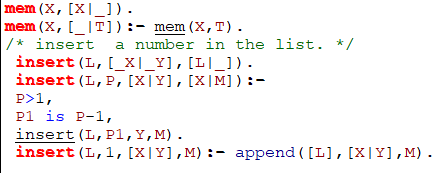 mem(X,[X|_]).
mem(X,[_|T]):- mem(X,T).
/* insert  a number in the list. */
insert(L,[_X|_Y],[L|_]).
insert(L,P,[X|Y],[X|M]):-
P>1,
P1 is P-1,
insert(L,P1,Y,M).
insert(L,1,[X|Y],M):- append([L],[X|Y],M).